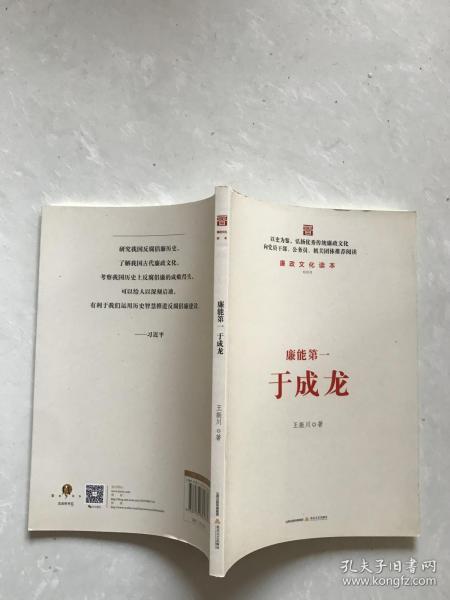 研究我国反腐倡廉历史，
了解我国古代廉政文化，
考察我国历史上反腐倡廉的成败得失，
可以给人以深刻启迪，
有利于我们运用历史智慧推进反腐倡廉建设。
——习近平
廉能第一 于成龙
王振川 ◎ 著
以史为鉴，弘扬优秀传统廉政文化
向党员干部、公务员、机关团体推荐阅读
廉政文化读本
廉能第一
于成龙
王振川 ◎ 著
孔夫子旧书网
www.kongfz.com